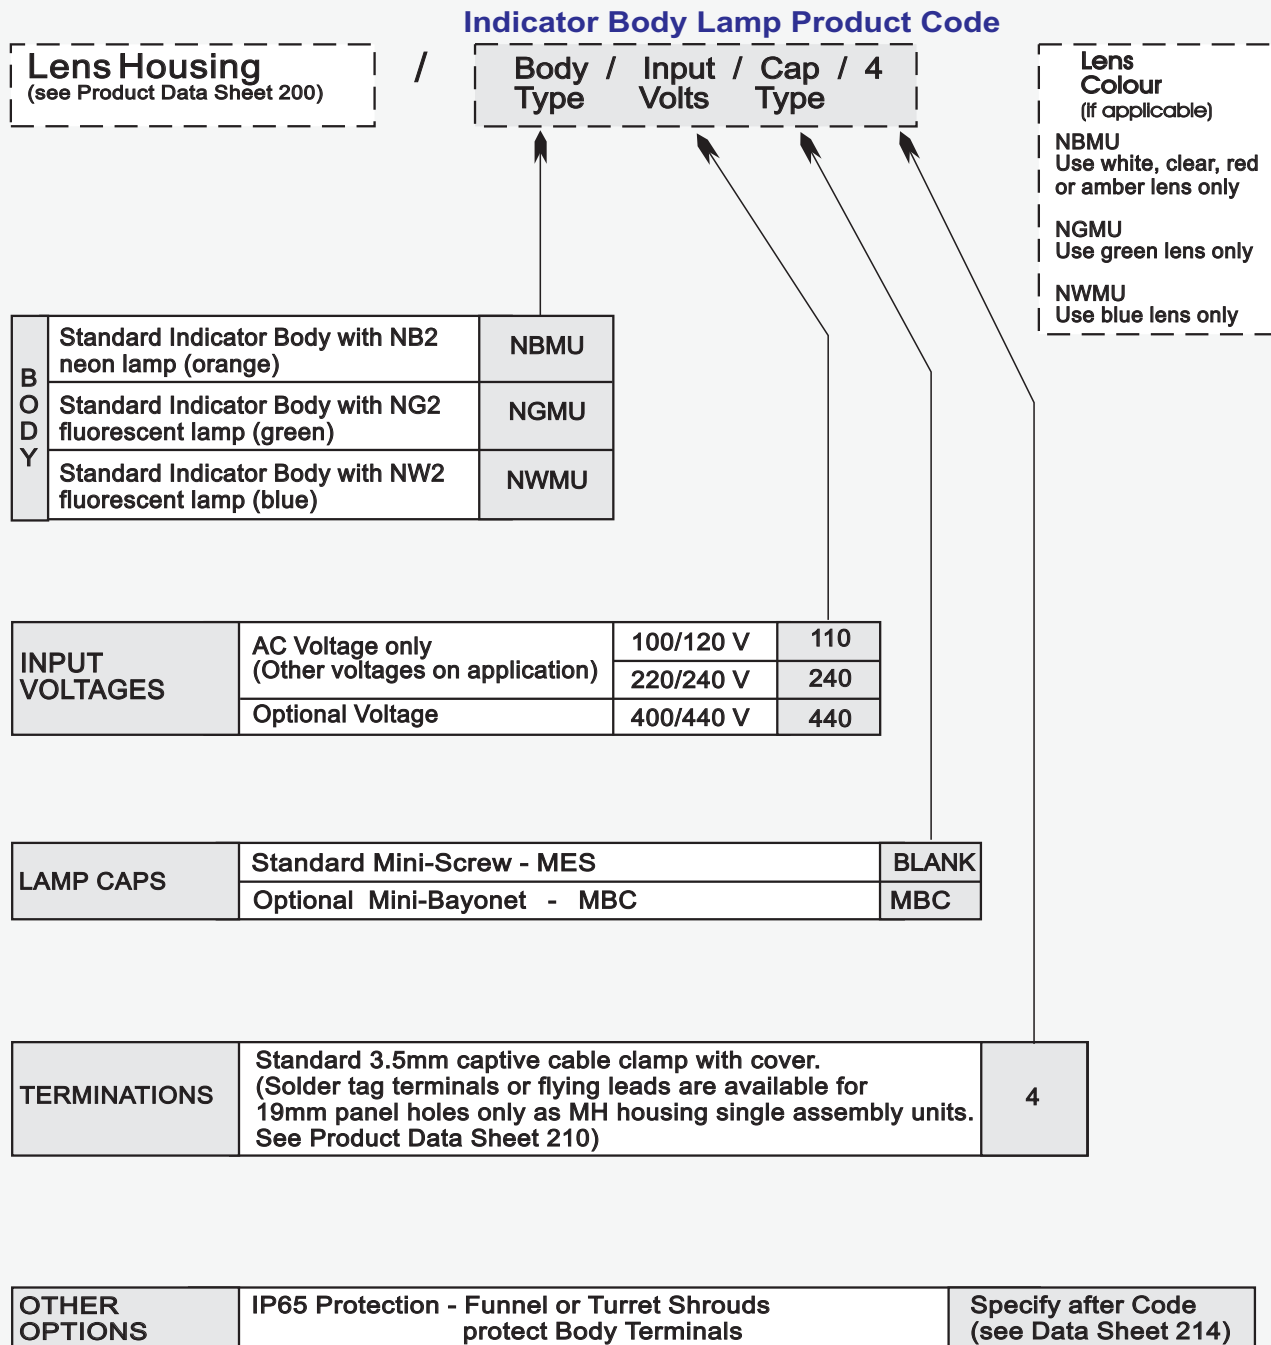 Indicator Body Lamp Product Code
Lens Housing
(see Product Data Sheet 200)
/
Body / Input / Cap / 4
Type Volts Type
Lens
Colour
(if applicable)
NBMU
Use white, clear, red
or amber lens only
NGMU
Use green lens only
NWMU
Use blue lens only
BODY
Standard Indicator Body with NB2
neon lamp (orange)
NBMU
Standard Indicator Body with NG2
fluorescent lamp (green)
NGMU
Standard Indicator Body with NW2
fluorescent lamp (blue)
NWMU
INPUT
VOLTAGES
AC Voltage only
(Other voltages on application)
100/120 V
110
220/240 V
240
Optional Voltage
400/440 V
440
LAMP CAPS
Standard Mini-Screw - MES
BLANK
Optional Mini-Bayonet - MBC
MBC
TERMINATIONS
Standard 3.5mm captive cable clamp with cover.
(Solder tag terminals or flying leads are available for
19mm panel holes only as MH housing single assembly units.
See Product Data Sheet 210)
4
OTHER
OPTIONS
IP65 Protection - Funnel or Turret Shrouds
protect Body Terminals
Specify after Code
(see Data Sheet 214)